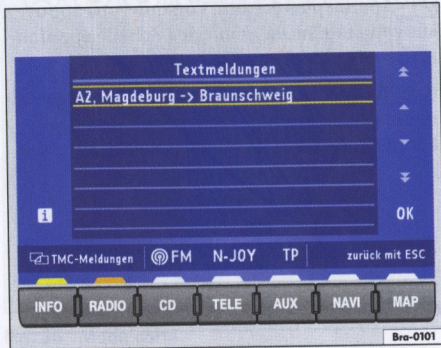 Textmeldungen
A2, Magdeburg -> Braunschweig
i
OK
TMC-Meldungen FM N-JOY TP zurück mit ESC
INFO RADIO CD TELE AUX NAVI MAP
Bra-0101